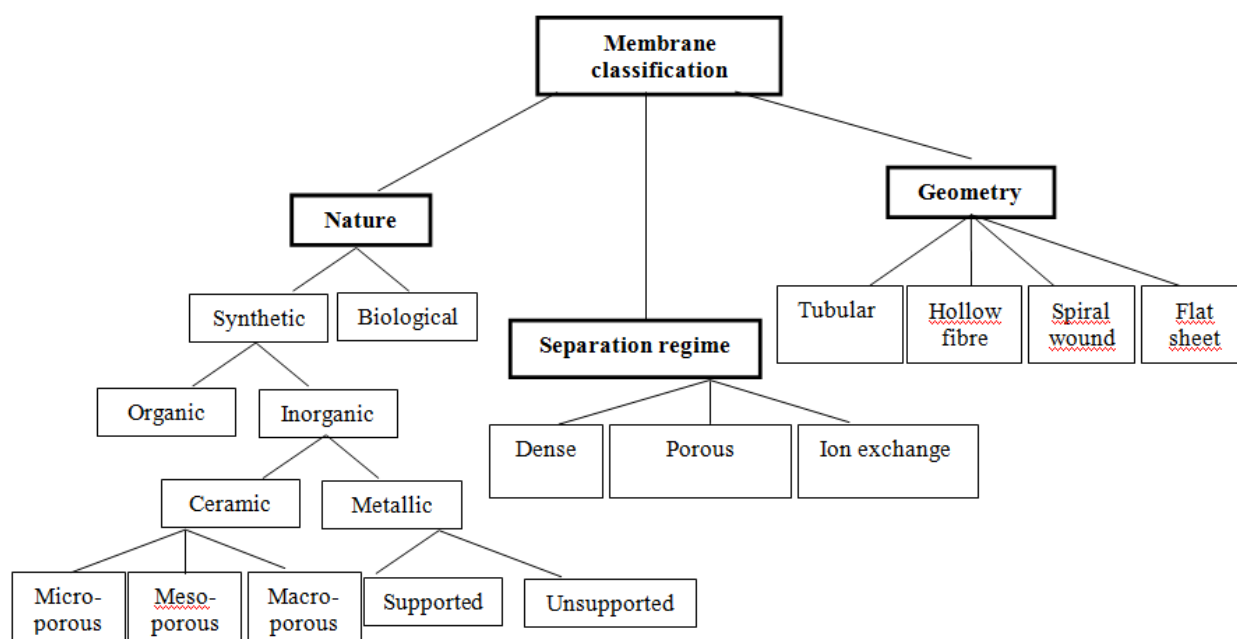 Membrane
classification
Nature
Geometry
Synthetic
Biological
Separation regime
Tubular
Hollow
fibre
Spiral
wound
Flat
sheet
Organic
Inorganic
Dense
Porous
Ion exchange
Ceramic
Metallic
Micro-
porous
Meso-
porous
Macro-
porous
Supported
Unsupported